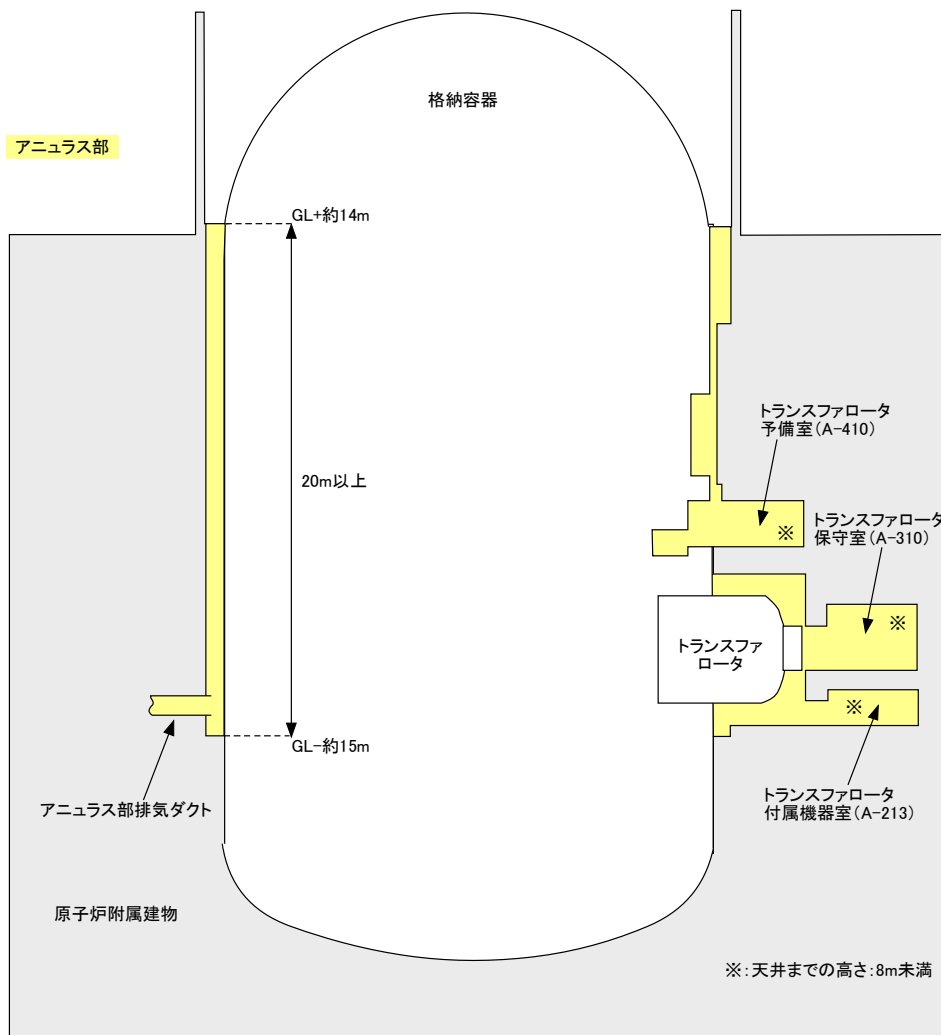 格納容器
アニュラス部
GL+約14m
トランスファロータ
予備室(A-410)
20m以上
トランスファロータ
保守室(A-310)
※
※
トランスファ
ロータ
※
GL-約15m
アニュラス部排気ダクト
トランスファロータ
付属機器室(A-213)
原子炉附属建物
※:天井までの高さ:8m未満